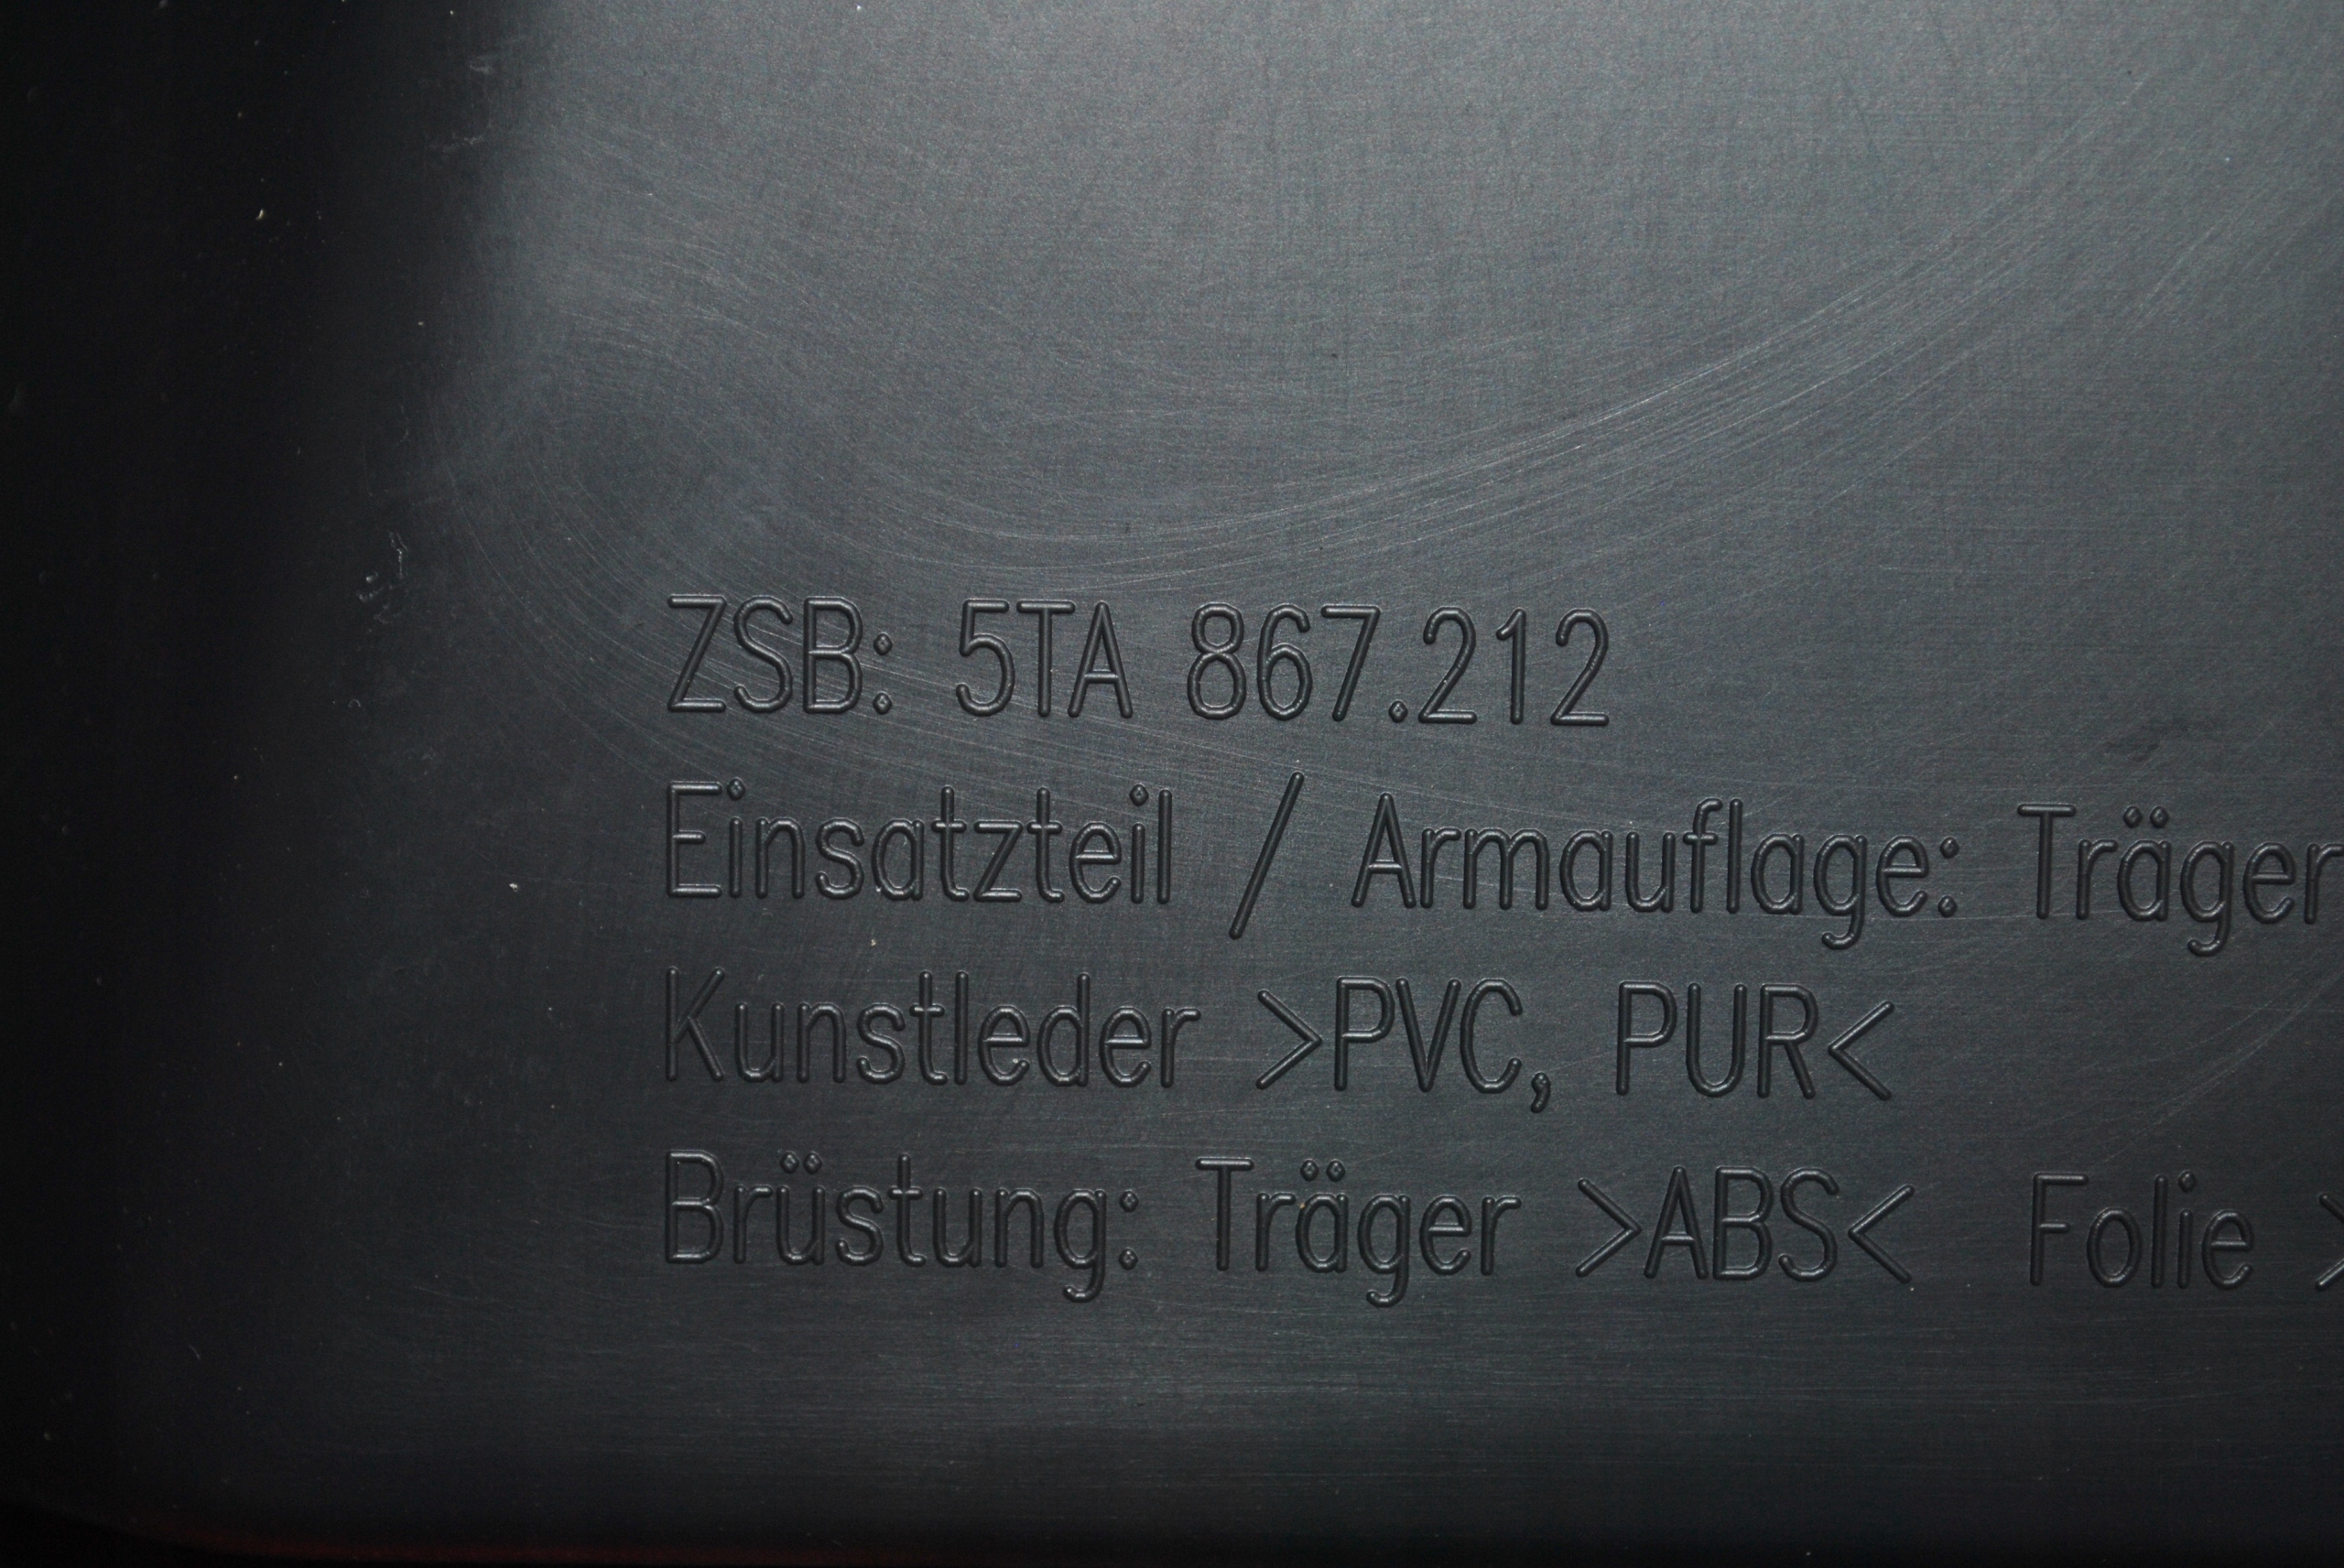 ZSB: 5TA 867.212
Einsatzteil / Armauflage: Träger
Kunstleder >PVC, PUR<
Brüstung: Träger >ABS< Folie >